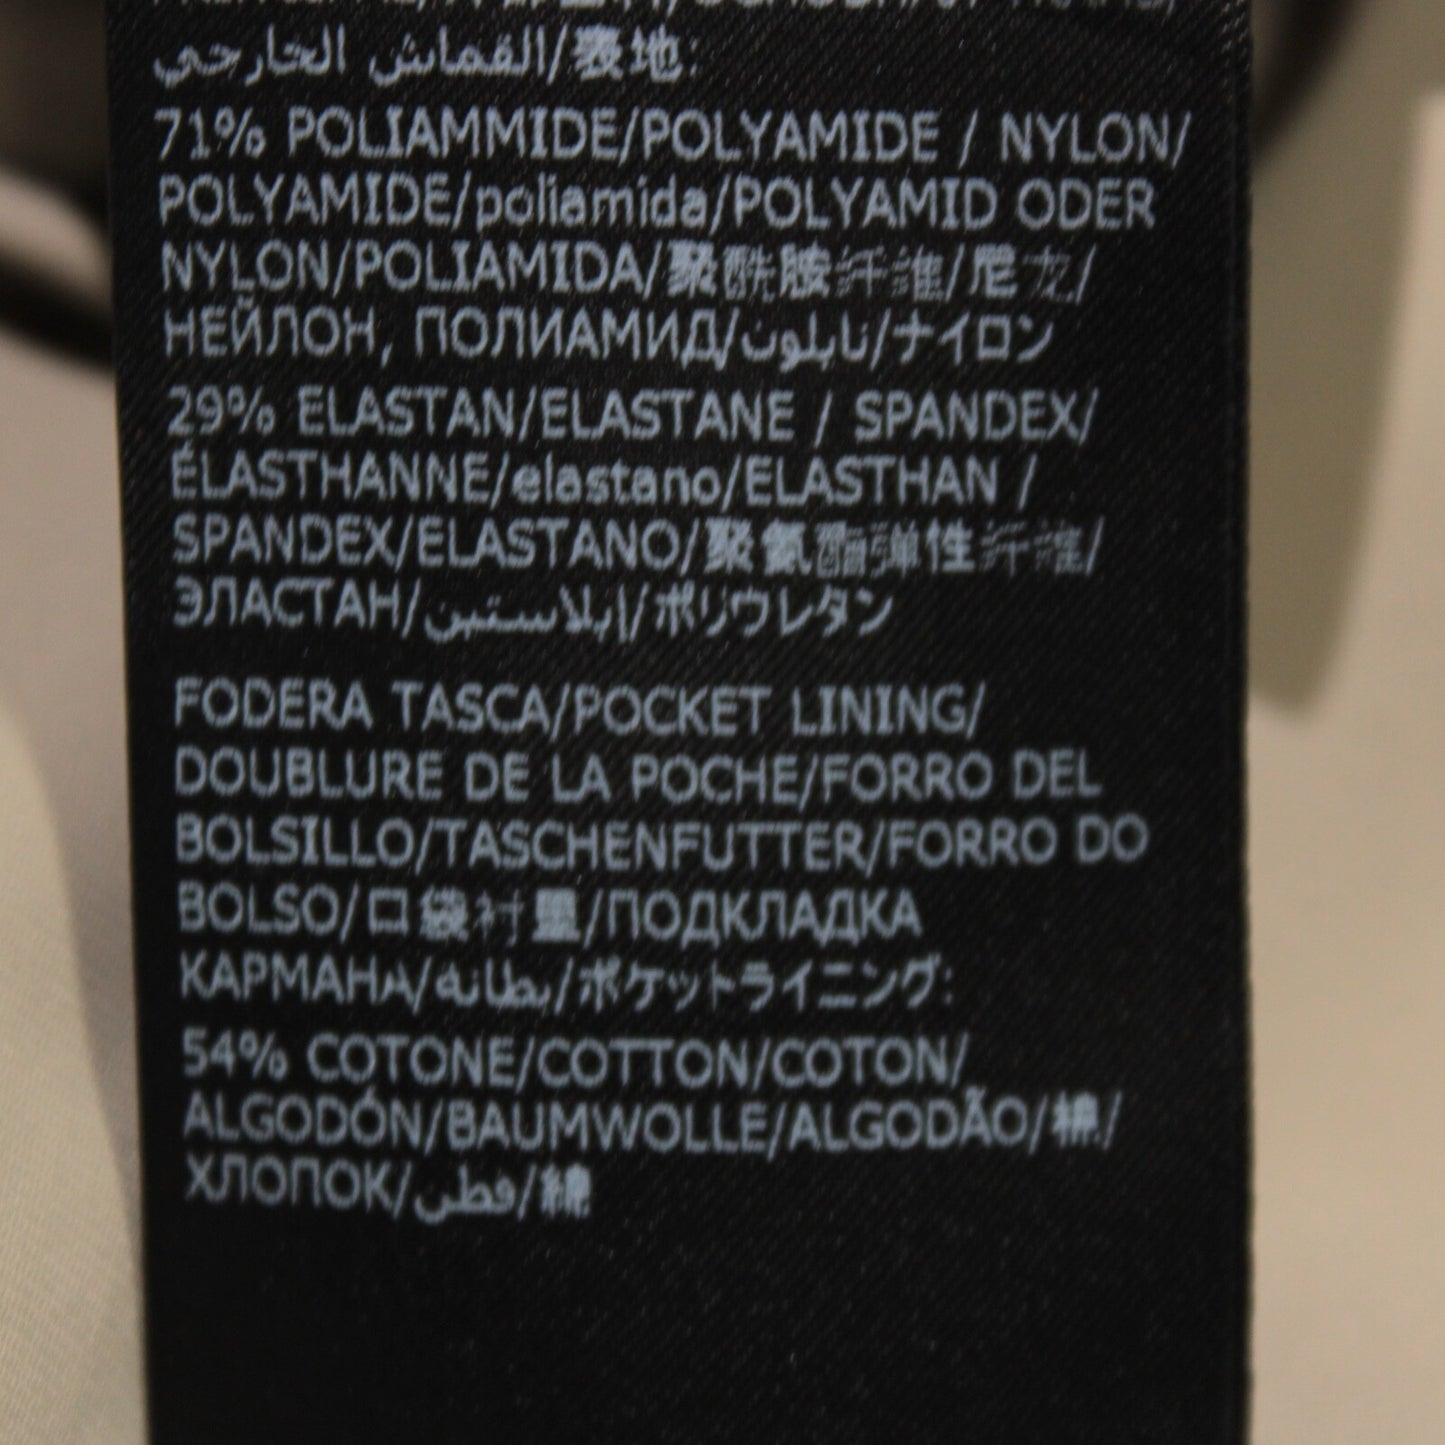 القماش الخارجي/表地:
71% POLIAMMIDE/POLYAMIDE / NYLON/
POLYAMIDE/poliamida/POLYAMID ODER
NYLON/POLIAMIDA/聚酰胺纤维/尼龙/
НЕЙЛОН, ПОЛИАМИД/نايلون/ナイロン
29% ELASTAN/ELASTANE / SPANDEX/
ÉLASTHANNE/elastano/ELASTHAN /
SPANDEX/ELASTANO/聚氨酯弹性纤维/
ЭЛАСТАН/إيلاستين/ポリウレタン
FODERA TASCA/POCKET LINING/
DOUBLURE DE LA POCHE/FORRO DEL
BOLSILLO/TASCHENFUTTER/FORRO DO
BOLSO/口袋衬里/ПОДКЛАДКА
КАРМАНА/بطانه/ポケットライニング:
54% COTONE/COTTON/COTON/
ALGODÓN/BAUMWOLLE/ALGODÃO/棉/
ХЛОПОК/قطن/綿